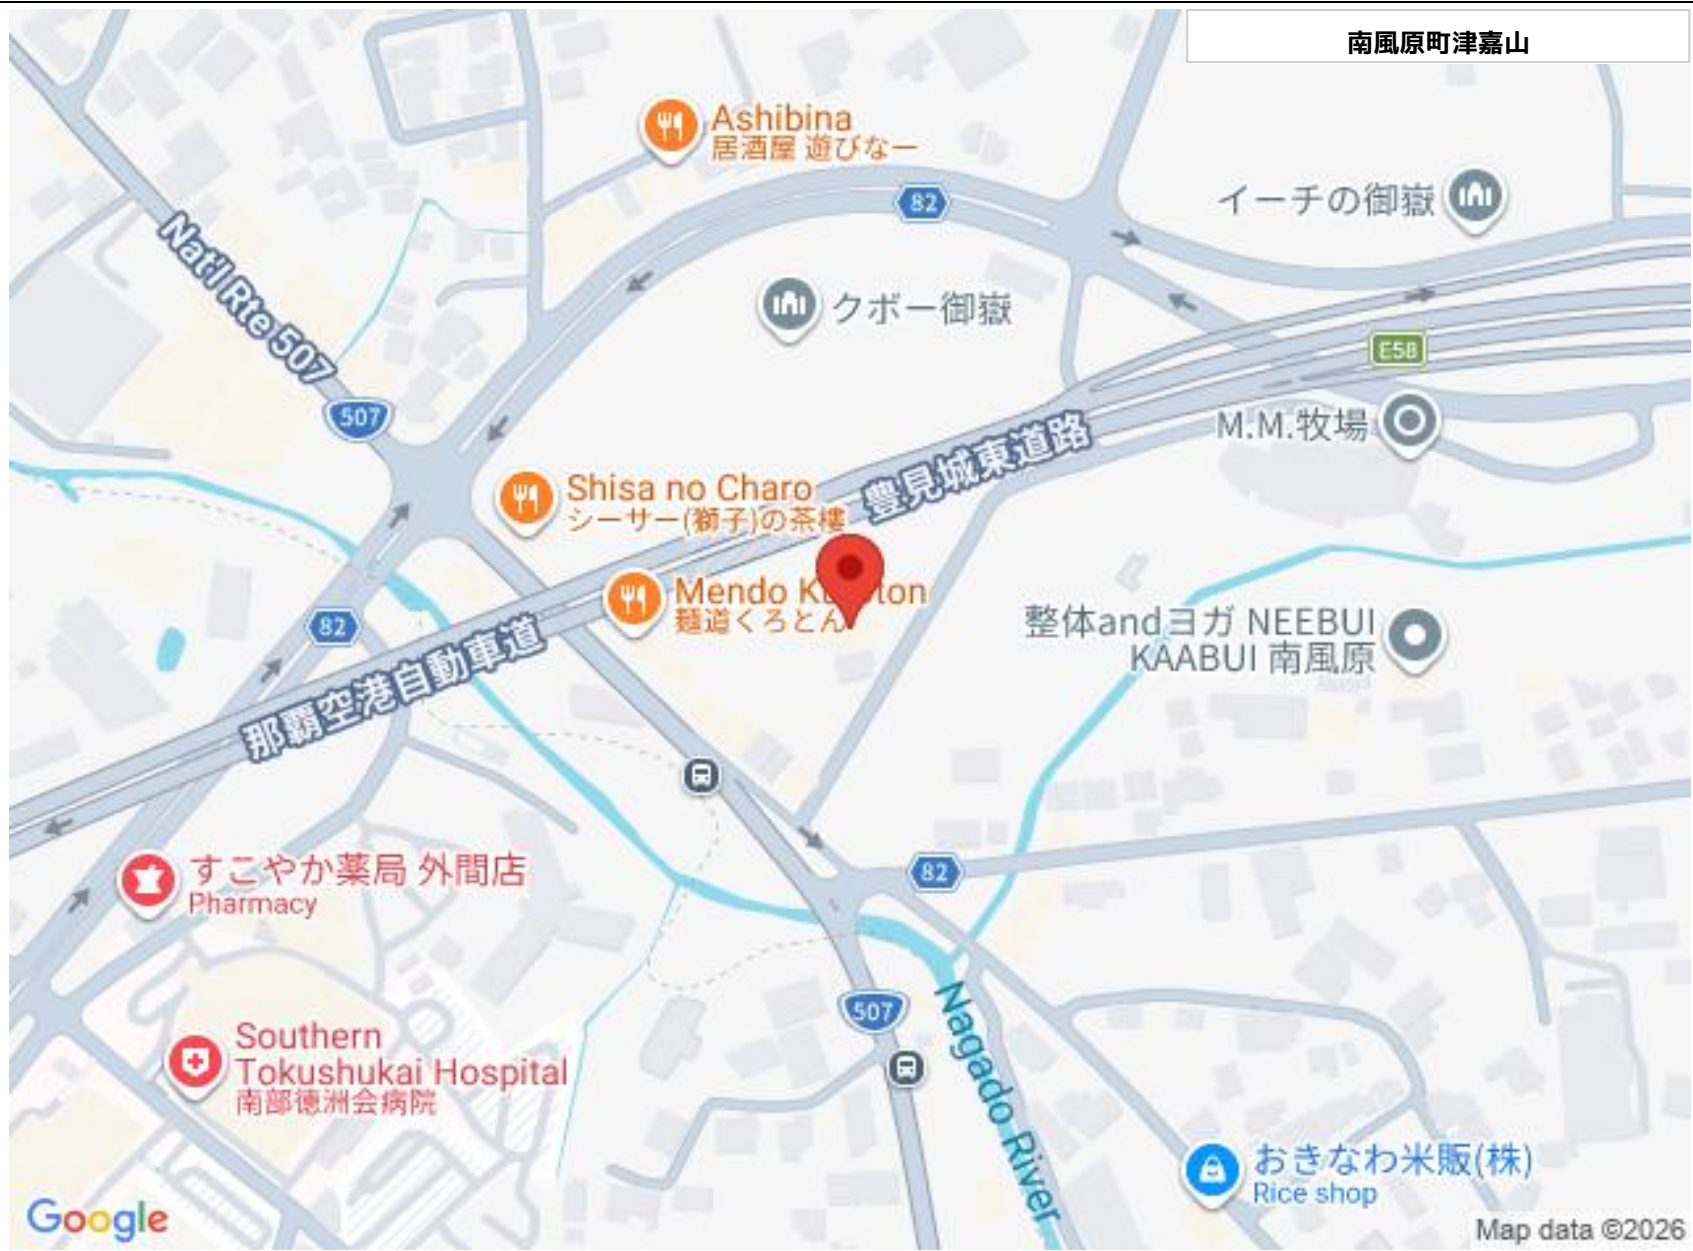 南風原町津嘉山
Ashibina
居酒屋 遊びなー
82
イーチの御嶽
Nat'l Rte 507
クボー御嶽
E58
507
M.M.牧場
豊見城東道路
Shisa no Charo
シーサー(獅子)の茶樓
Mendo
麺道くろとん
82
整体andヨガ NEEBUI
KAABUI 南風原
那覇空港自動車道
すこやか薬局 外間店
Pharmacy
82
507
Nagado River
Southern
Tokushukai Hospital
南部徳洲会病院
おきなわ米販(株)
Rice shop
Google
Map data ©2026